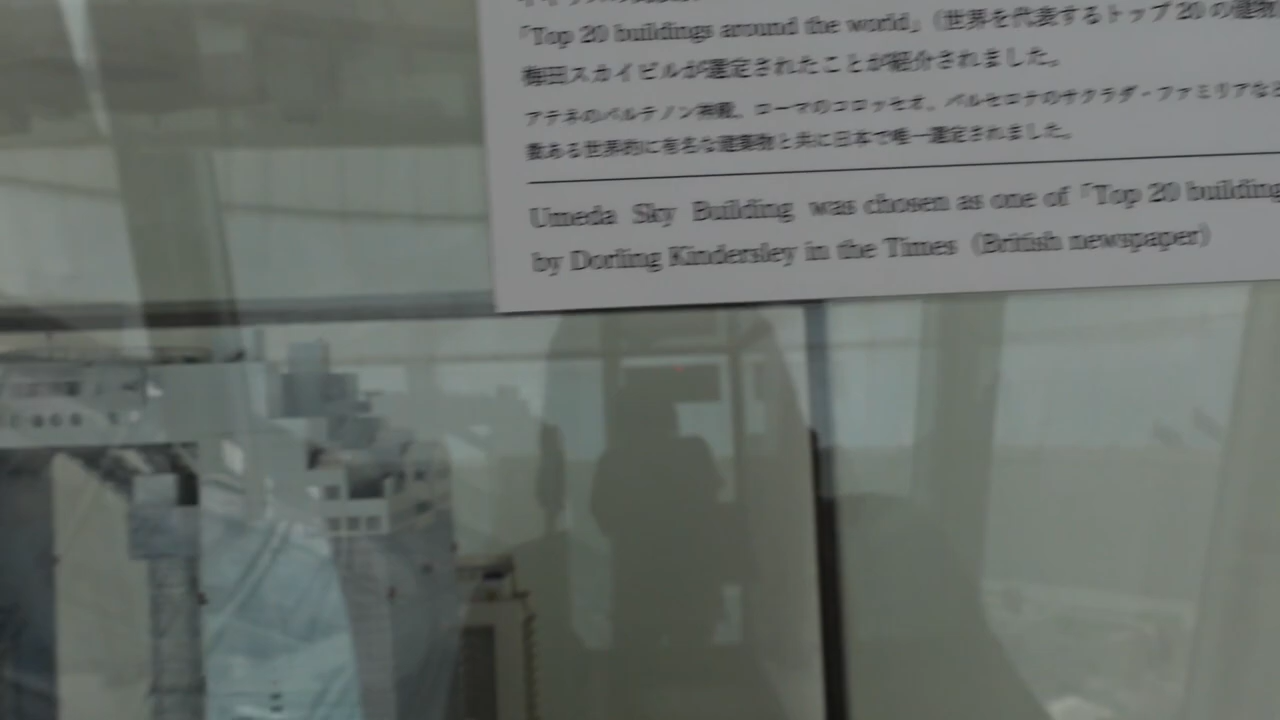 「Top 20 buildings around the world」(世界を代表するトップ20の建物
梅田スカイビルが選定されたことが紹介されました。
アテネのパルテノン神殿、ローマのコロッセオ、バルセロナのサクラダ・ファミリアなど
数ある世界的に有名な建築物と共に日本で唯一選定されました。
Umeda Sky Building was chosen as one of「Top 20 building
by Dorling Kindersley in the Times (British newspaper)